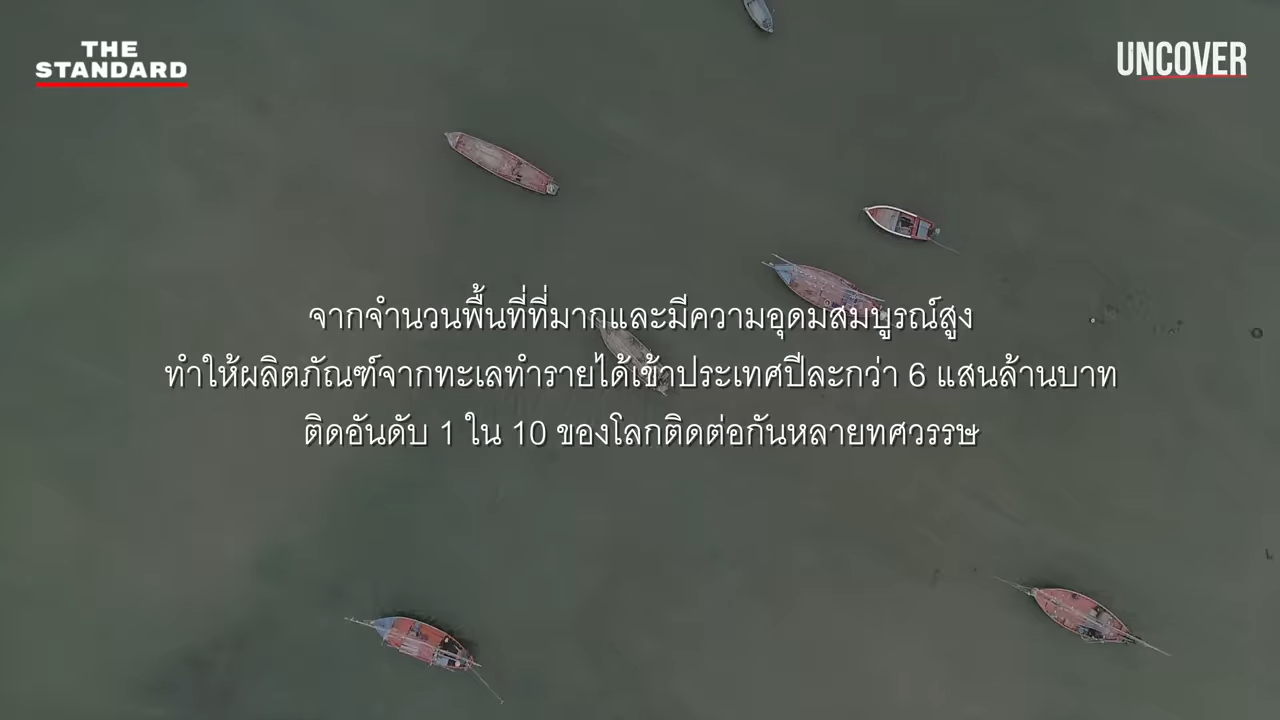 THE
STANDARD
UNCOVER
จากจำนวนพื้นที่ที่มากและมีความอุดมสมบูรณ์สูง
ทำให้ผลิตภัณฑ์จากทะเลทำรายได้เข้าประเทศปีละกว่า 6 แสนล้านบาท
ติดอันดับ 1 ใน 10 ของโลกติดต่อกันหลายทศวรรษ